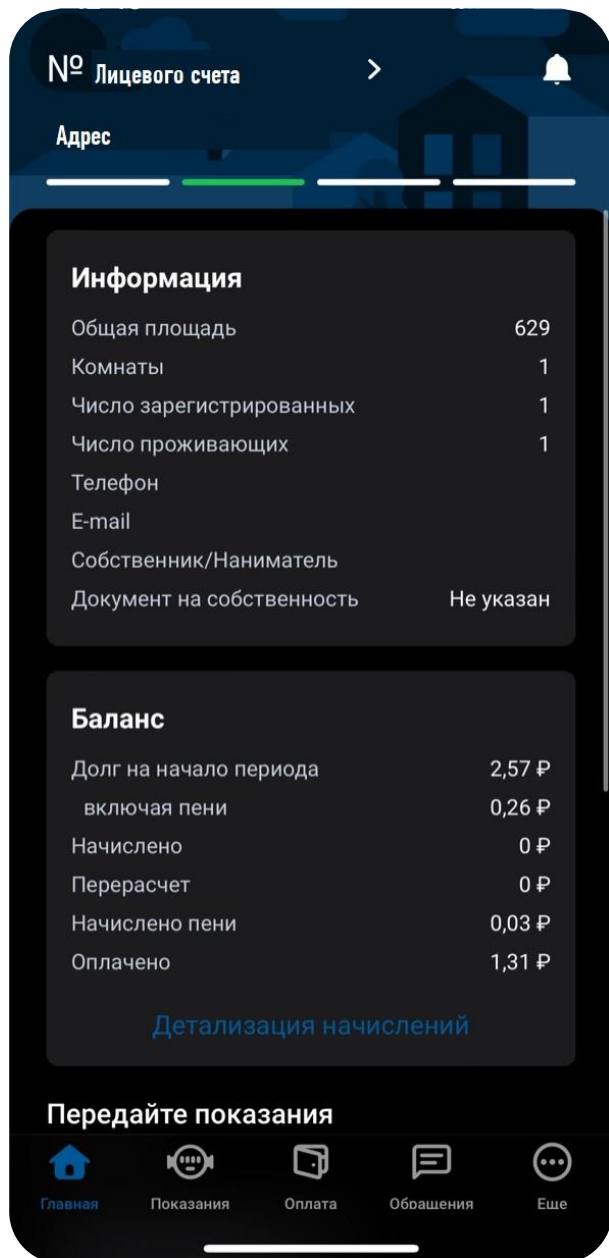 № Лицевого счета
Адрес
Информация
Общая площадь 629
Комнаты 1
Число зарегистрированных 1
Число проживающих 1
Телефон
E-mail
Собственник/Наниматель
Документ на собственность Не указан
Баланс
Долг на начало периода 2,57 ₽
включая пени 0,26 ₽
Начислено 0 ₽
Перерасчет 0 ₽
Начислено пени 0,03 ₽
Оплачено 1,31 ₽
Детализация начислений
Передайте показания
Главная Показания Оплата Обращения Еще